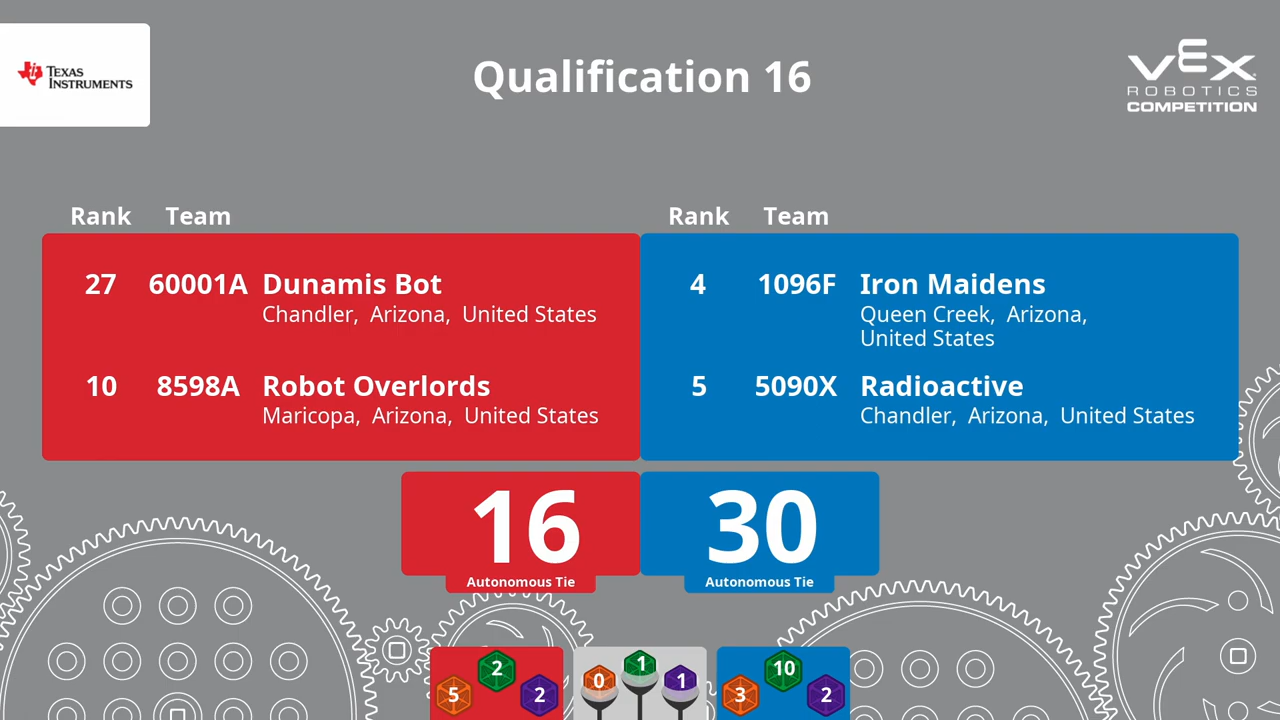 Texas
Instruments
Qualification 16
VEX
ROBOTICS
COMPETITION
Rank Team
27 60001A Dunamis Bot
Chandler, Arizona, United States
10 8598A Robot Overlords
Maricopa, Arizona, United States
Rank Team
4 1096F Iron Maidens
Queen Creek, Arizona,
United States
5 5090X Radioactive
Chandler, Arizona, United States
16
Autonomous Tie
30
Autonomous Tie
5 2 2
0 1 1
3 10 2